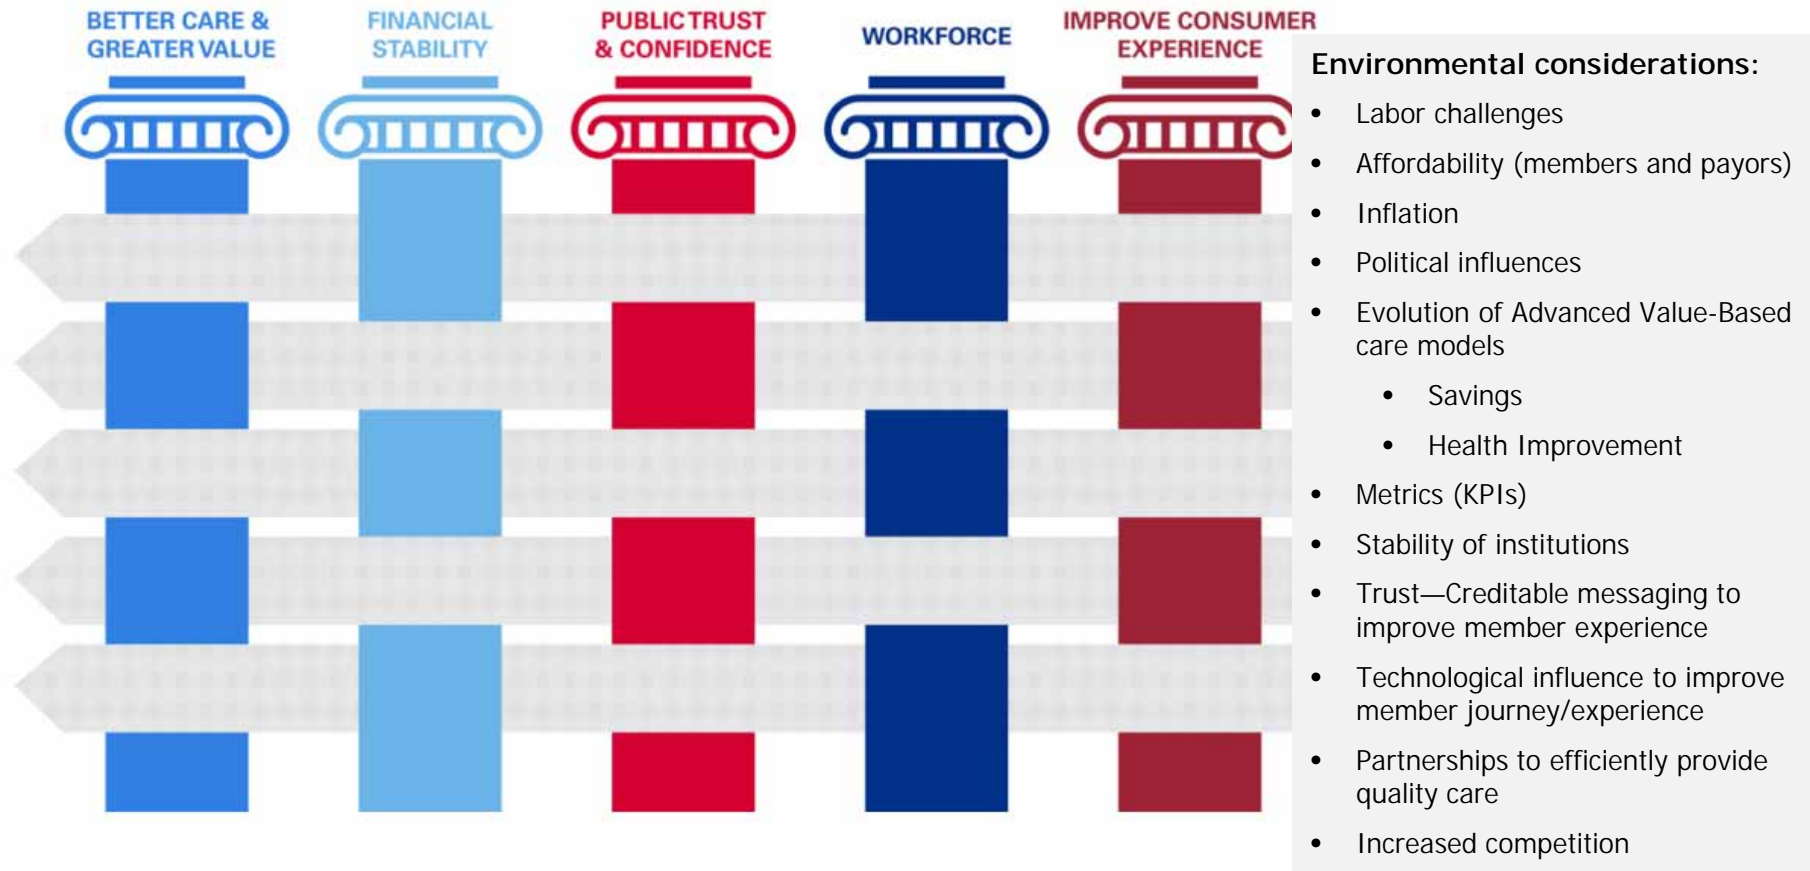 BETTER CARE &
GREATER VALUE
FINANCIAL
STABILITY
PUBLIC TRUST
& CONFIDENCE
WORKFORCE
IMPROVE CONSUMER
EXPERIENCE
Environmental considerations:
• Labor challenges
• Affordability (members and payors)
• Inflation
• Political influences
• Evolution of Advanced Value-Based
care models
• Savings
• Health Improvement
• Metrics (KPIs)
• Stability of institutions
• Trust—Creditable messaging to
improve member experience
• Technological influence to improve
member journey/experience
• Partnerships to efficiently provide
quality care
• Increased competition